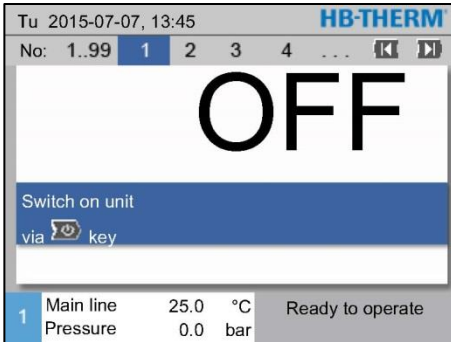 Tu 2015-07-07, 13:45 HB-THERM
No: 1..99 1 2 3 4 ...
OFF
Switch on unit
via key
1 Main line 25.0 °C Ready to operate
Pressure 0.0 bar